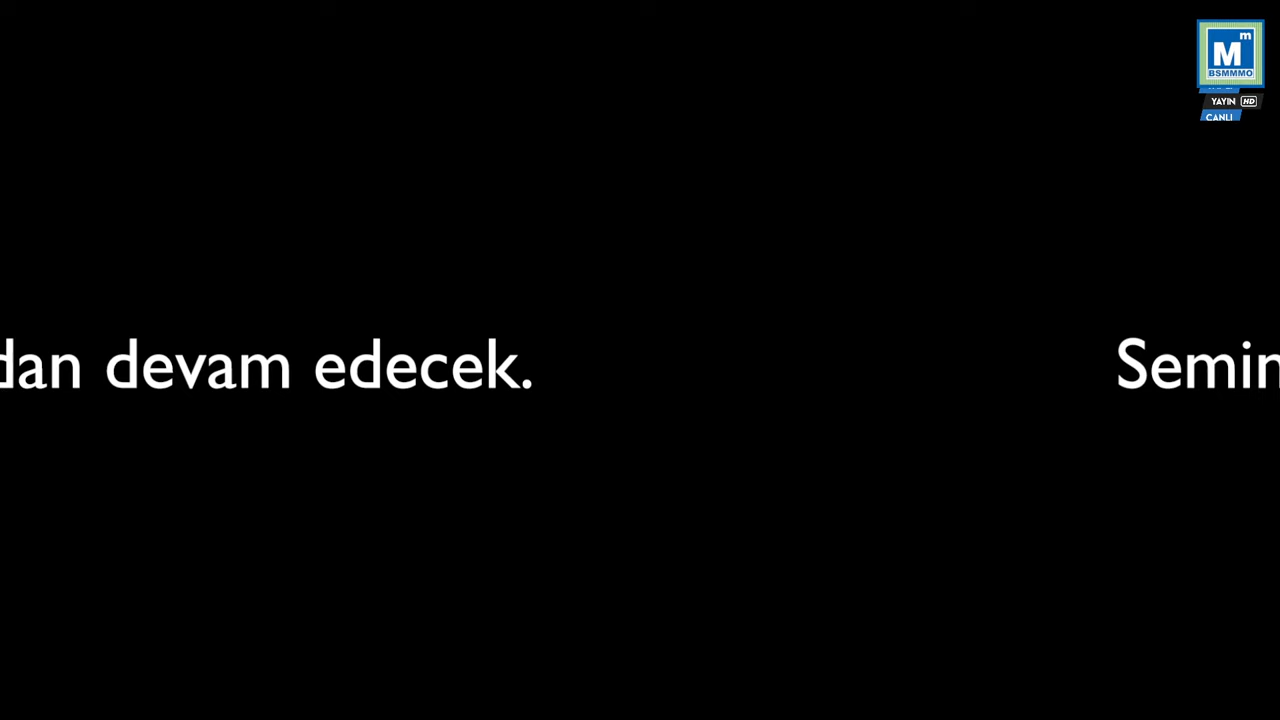 m
M
BSMMMO
YAYIN HD
CANLI
dan devam edecek.
Semin